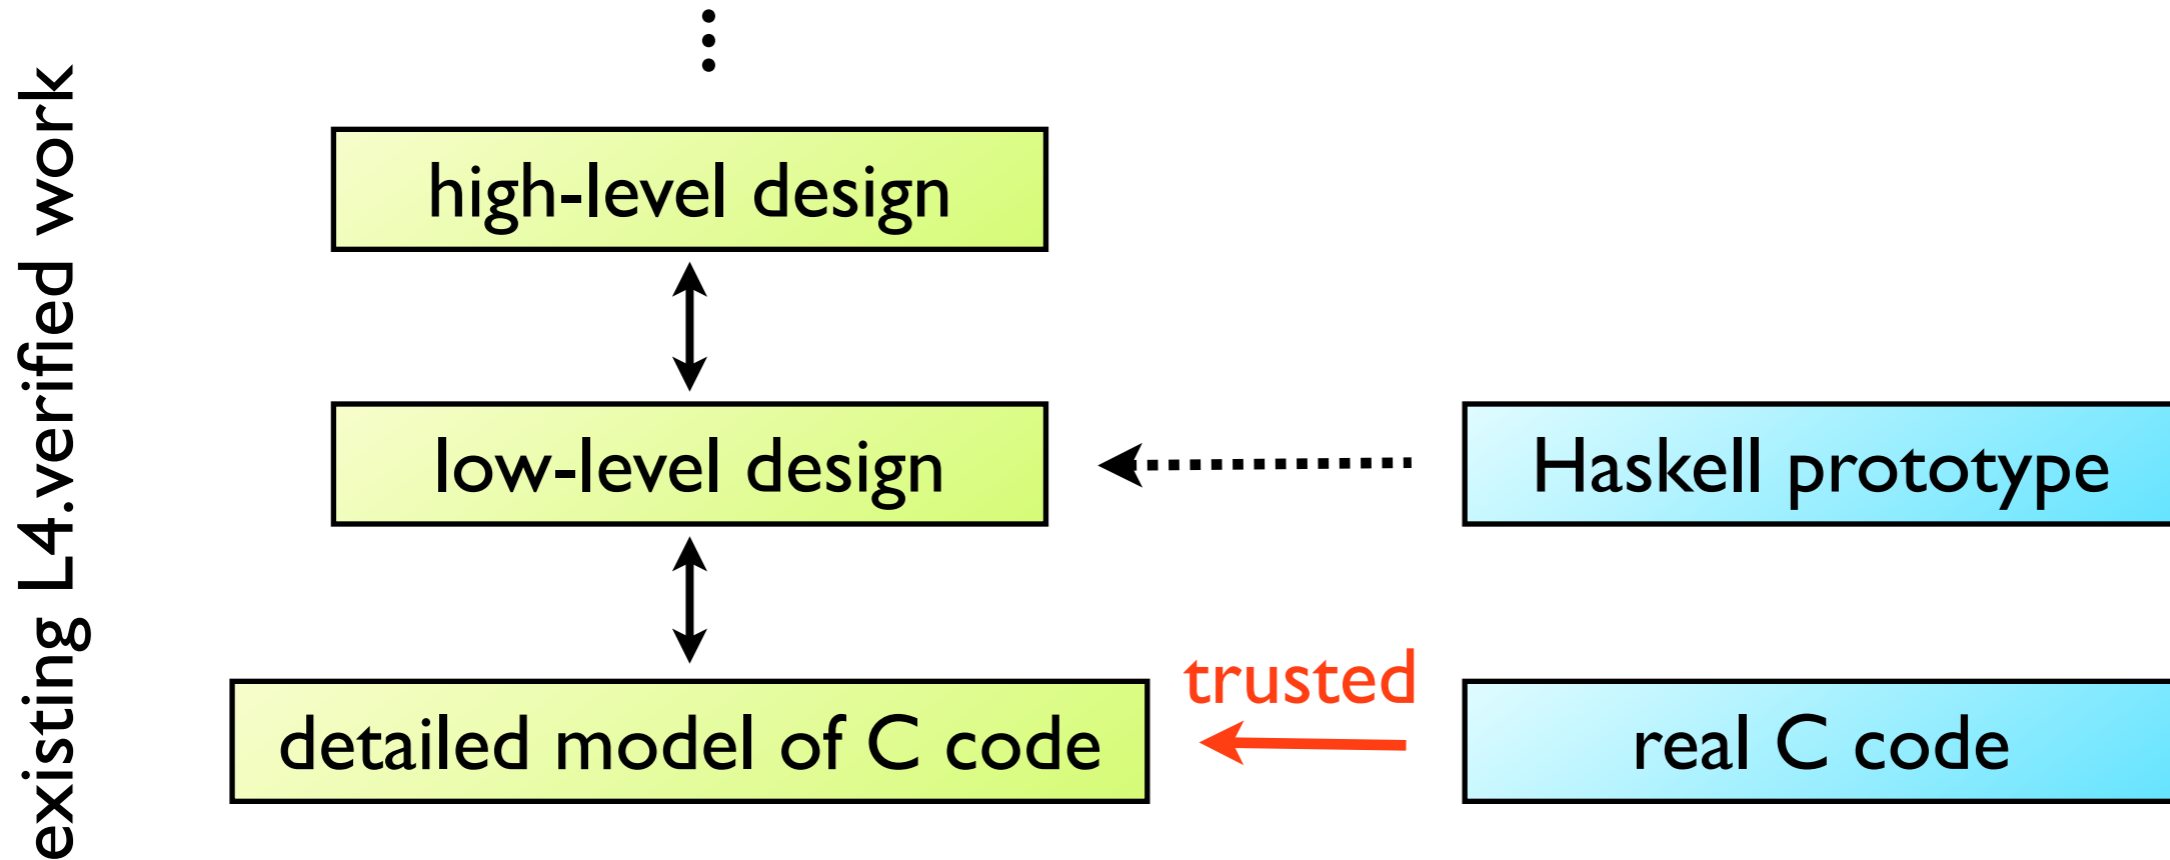 existing L4.verified work
high-level design
low-level design
Haskell prototype
trusted
detailed model of C code
real C code